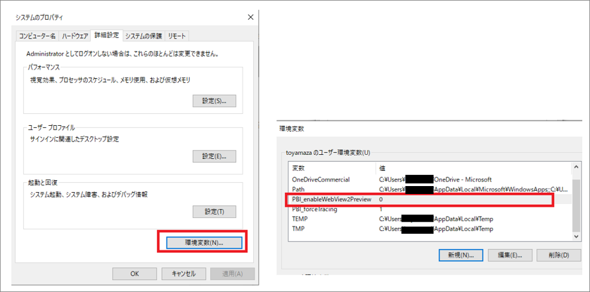 システムのプロパティ
コンピューター名 ハードウェア 詳細設定 システムの保護 リモート
Administrator としてログオンしない場合は、これらのほとんどは変更できません。
パフォーマンス
視覚効果、プロセッサのスケジュール、メモリ使用、および仮想メモリ
設定(S)...
ユーザー プロファイル
サインインに関連したデスクトップ設定
設定(E)...
起動と回復
システム起動、システム障害、およびデバッグ情報
設定(T)
環境変数(N)...
OK キャンセル 適用(A)
環境変数
toyamaza のユーザー環境変数(U)
変数 値
OneDriveCommercial C:¥Users¥ OneDrive - Microsoft
Path C:¥Users¥ AppData¥Local¥Microsoft¥WindowsApps;C:¥U...
PBI_enableWebView2Preview 0
PBI_forceTracing 1
TEMP C:¥Users¥ AppData¥Local¥Temp
TMP C:¥Users¥ AppData¥Local¥Temp
新規(N)... 編集(E)... 削除(D)